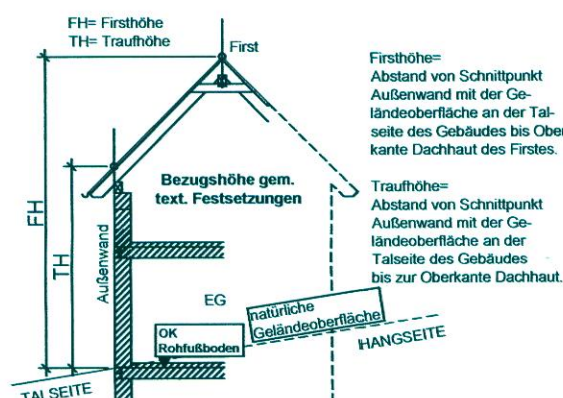 FH= Firsthöhe
TH= Traufhöhe
First
Firsthöhe=
Abstand von Schnittpunkt
Außenwand mit der Ge-
ländeoberfläche an der Tal-
seite des Gebäudes bis Ober
kante Dachhaut des Firstes.
Traufhöhe=
Abstand von Schnittpunkt
Außenwand mit der Ge-
ländeoberfläche an der
Talseite des Gebäudes
bis zur Oberkante Dachhaut.
Bezugshöhe gem.
text. Festsetzungen
FH
TH
Außenwand
EG
natürliche
Geländeoberfläche
OK
Rohfußboden
HANGSEITE
TALSEITE